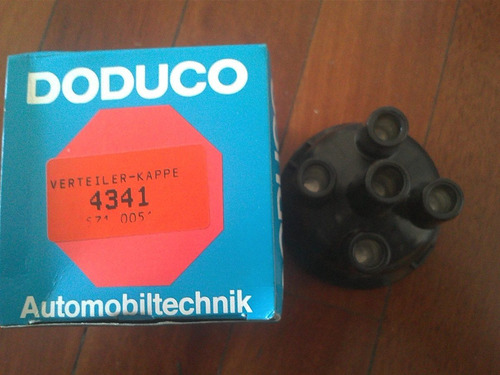 DODUCO
VERTEILER-KAPPE
4341
Automobiltechnik